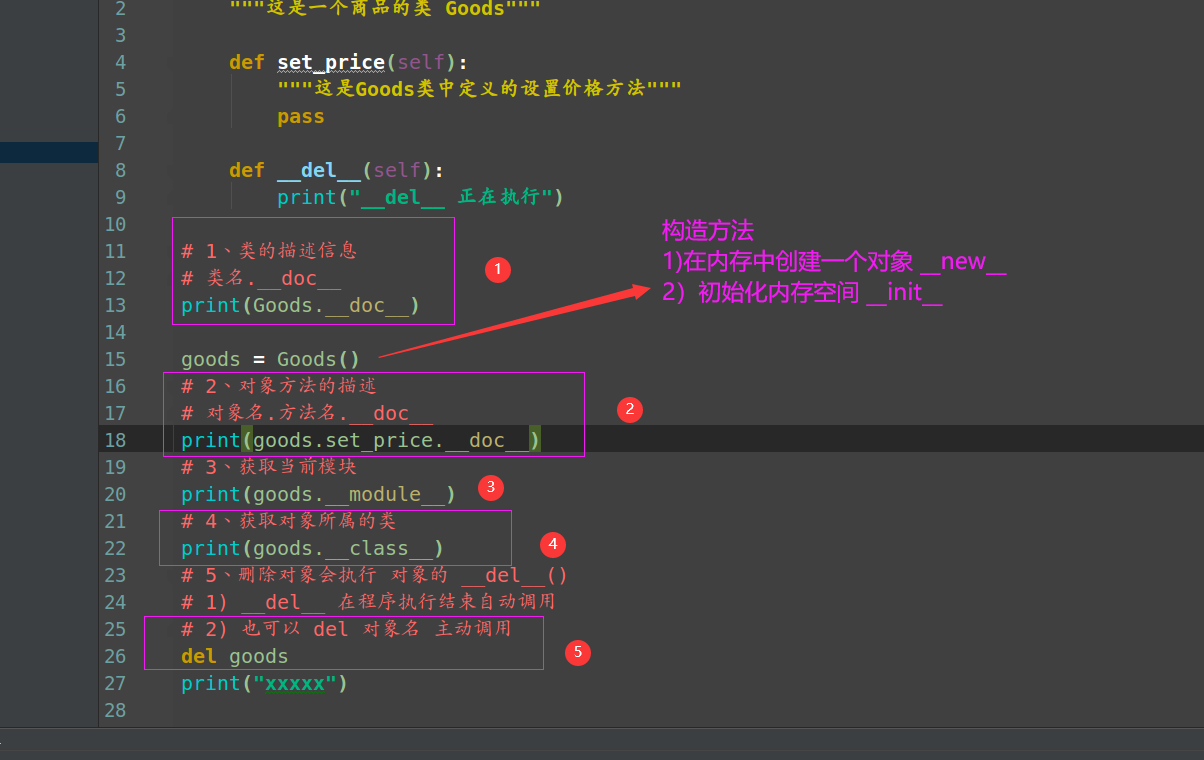 2 """这是一个商品的类 Goods"""
3
4 def set_price(self):
5 """这是Goods类中定义的设置价格方法"""
6 pass
7
8 def __del__(self):
9 print("__del__ 正在执行")
10
11 # 1、类的描述信息
12 # 类名.__doc__
13 print(Goods.__doc__)
14
15 goods = Goods()
16 # 2、对象方法的描述
17 # 对象名.方法名.__doc__
18 print(goods.set_price.__doc__)
19 # 3、获取当前模块
20 print(goods.__module__)
21 # 4、获取对象所属的类
22 print(goods.__class__)
23 # 5、删除对象会执行 对象的 __del__()
24 # 1) __del__ 在程序执行结束自动调用
25 # 2) 也可以 del 对象名 主动调用
26 del goods
27 print("xxxxx")
28
1
2
3
4
5
构造方法
1)在内存中创建一个对象 __new__
2）初始化内存空间 __init__